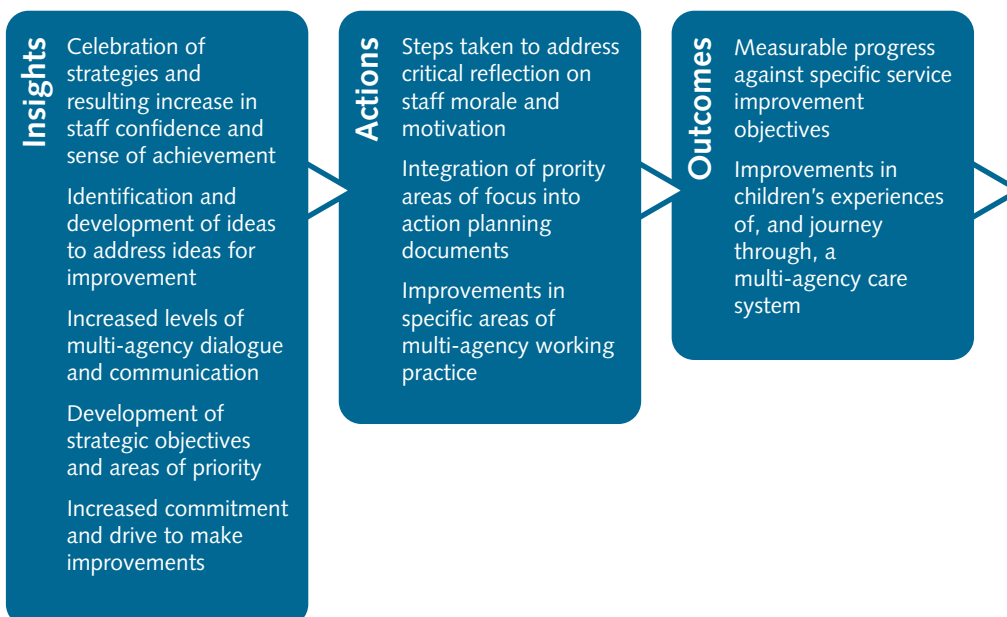 Insights
Celebration of
strategies and
resulting increase in
staff confidence and
sense of achievement
Identification and
development of ideas
to address ideas for
improvement
Increased levels of
multi-agency dialogue
and communication
Development of
strategic objectives
and areas of priority
Increased commitment
and drive to make
improvements
Actions
Steps taken to address
critical reflection on
staff morale and
motivation
Integration of prority
areas of focus into
action planning
documents
Improvements in
specific areas of
multi-agency working
practice
Outcomes
Measurable progress
against specific service
improvement
objectives
Improvements in
children’s experiences
of, and journey
through, a
multi-agency care
system